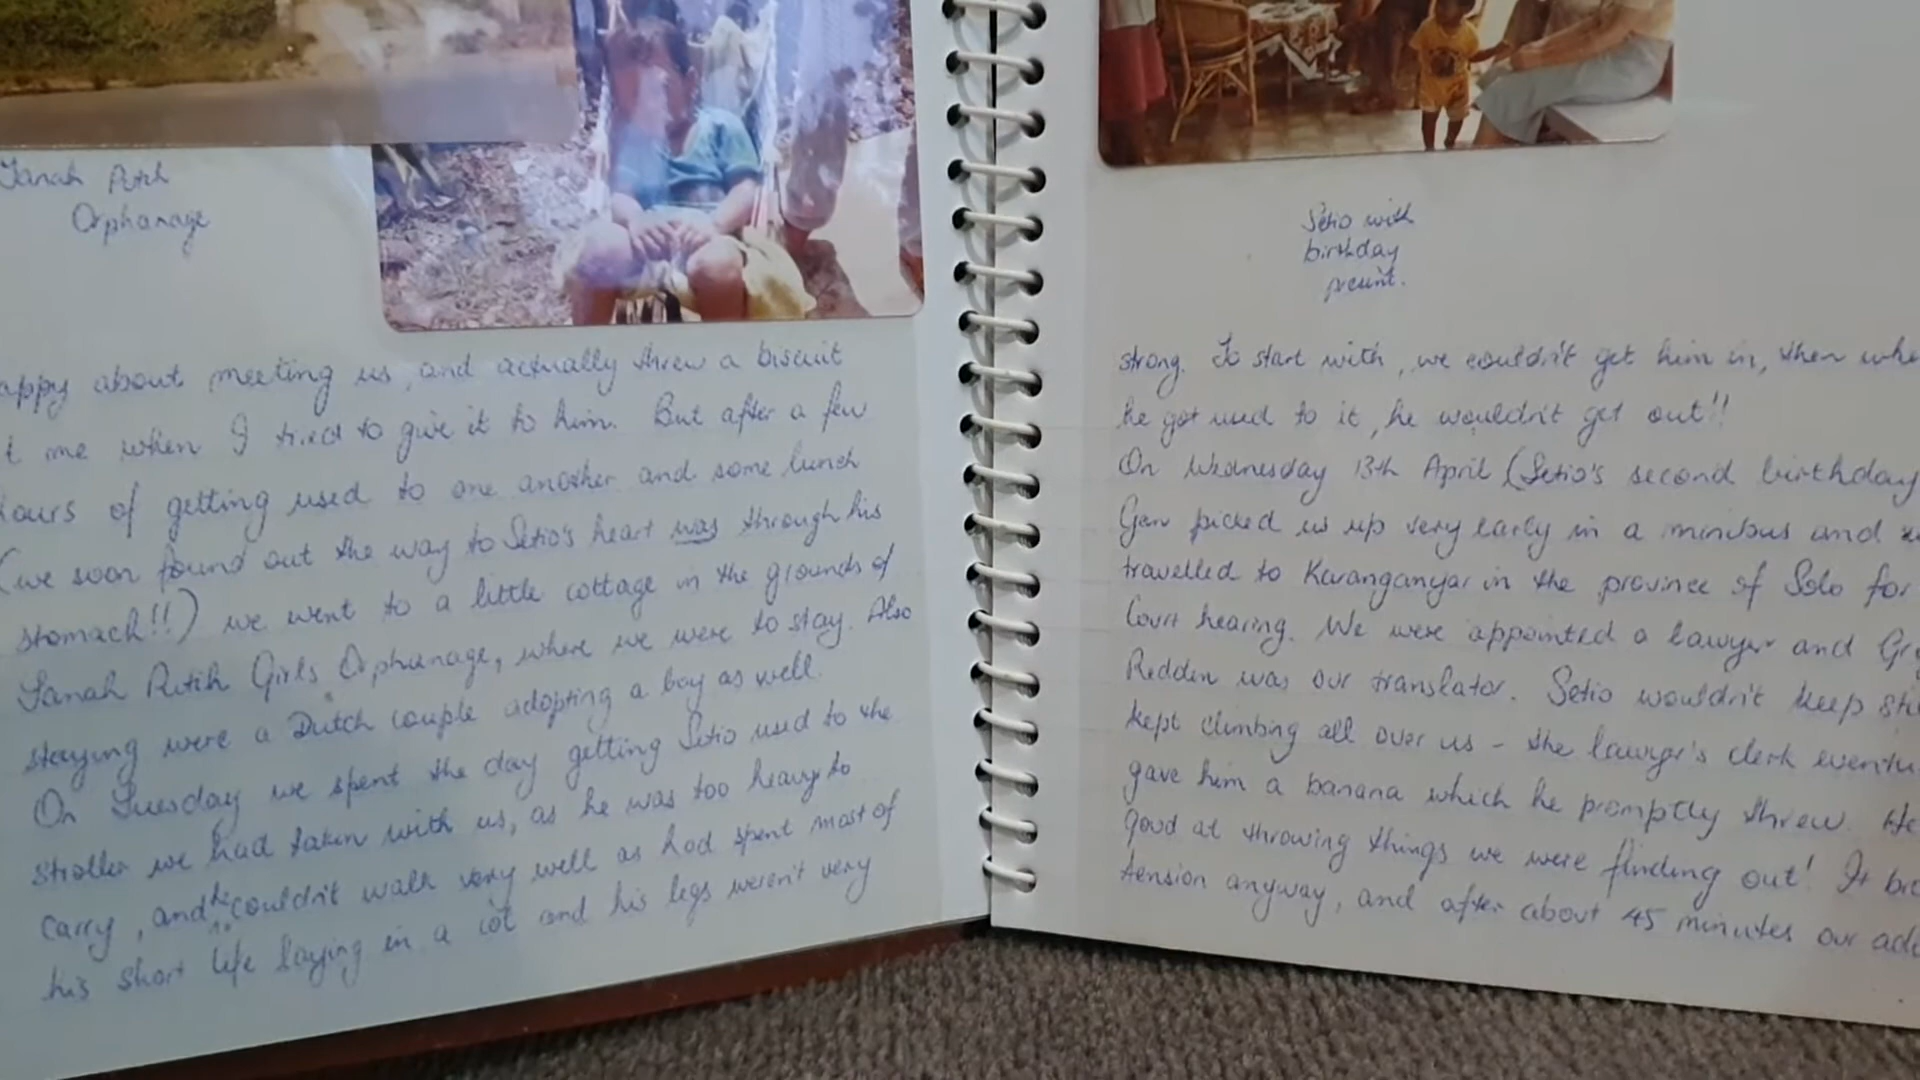 Tanah Putih
Orphanage
appy about meeting us, and actually threw a biscuit
t me when I tried to give it to him. But after a few
hours of getting used to one another and some lunch
(we soon found out the way to Setio's heart was through his
stomach!!) we went to a little cottage in the grounds of
Tanah Putih Girls Orphanage, where we were to stay. Also
staying were a Dutch couple adopting a boy as well.
On Tuesday we spent the day getting Setio used to the
stroller we had taken with us, as he was too heavy to
carry, and he couldn't walk very well as had spent most of
his short life laying in a cot and his legs weren't very
Setio with
birthday
present.
strong. To start with, we couldn't get him in, then whe
he got used to it, he wouldn't get out!!
On Wednesday 13th April (Setio's second birthday
picked us up very early in a minibus and
travelled to Karanganyar in the province of Solo for
Court hearing. We were appointed a lawyer and Gr
Redden was our translator. Setio wouldn't keep sti
kept climbing all over us - the lawyer's clerk eventu
gave him a banana which he promptly threw. He
good at throwing things we were finding out! It bro
tension anyway, and after about 45 minutes our ado